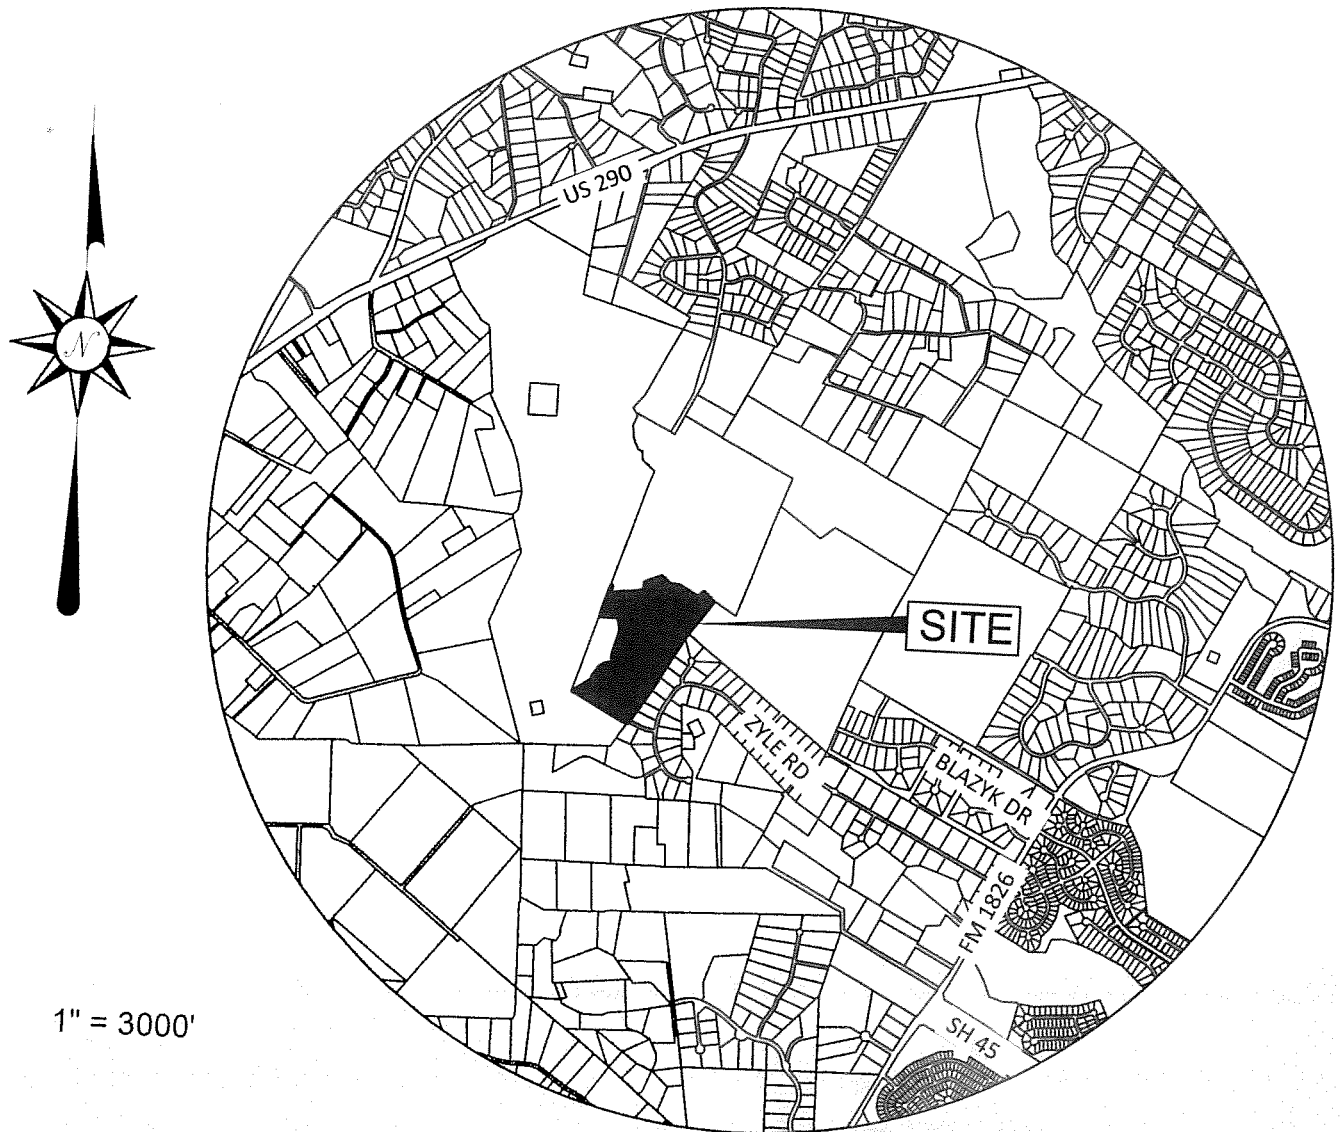 US 290
N
SITE
ZYLE RD
BLAZYK DR
FM 1826
1" = 3000'
SH 45